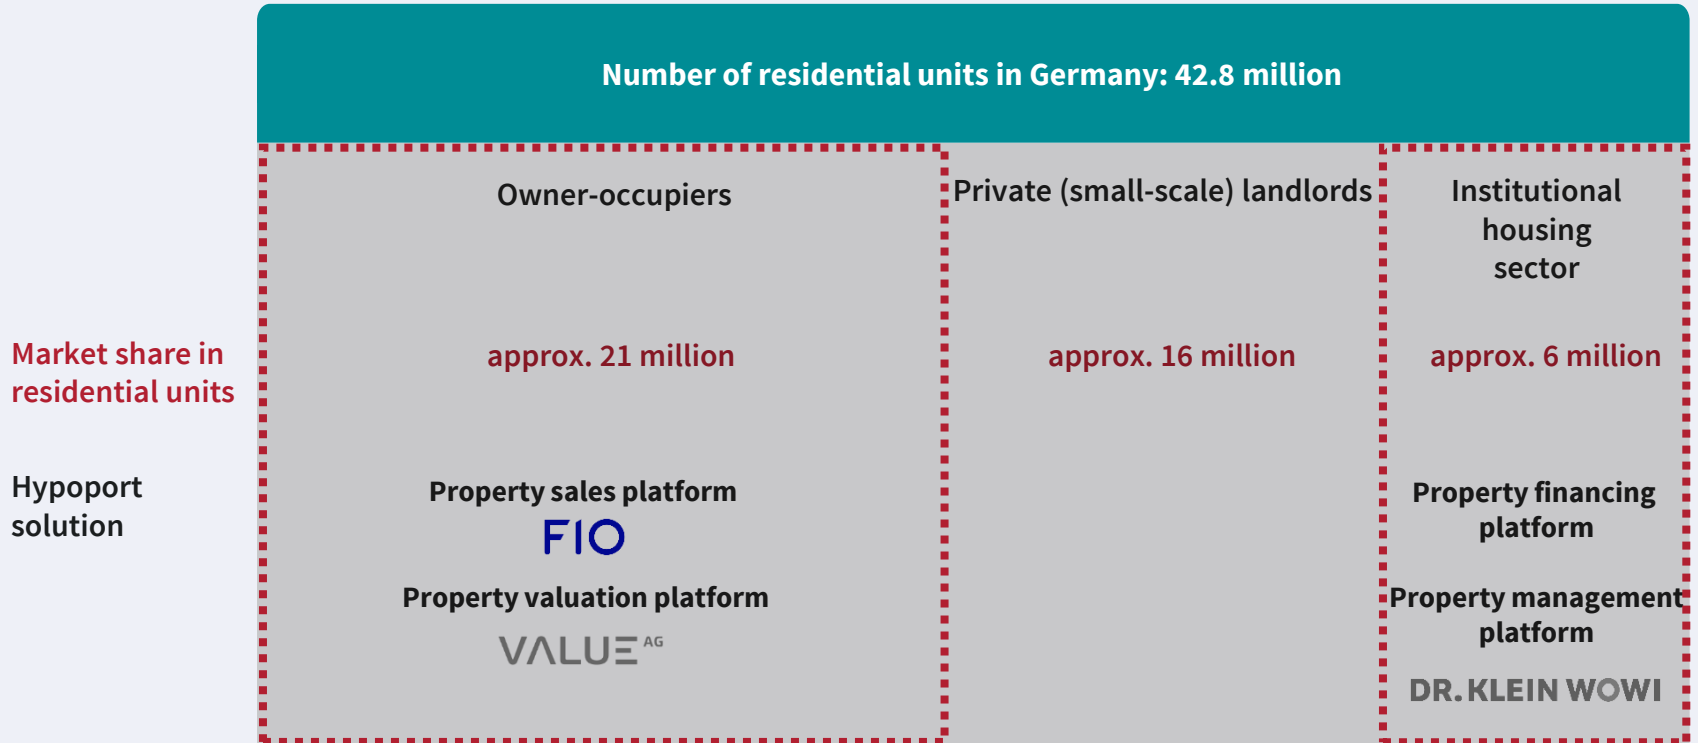 Number of residential units in Germany: 42.8 million
Owner-occupiers
Private (small-scale) landlords
Institutional
housing
sector
Market share in
residential units
approx. 21 million
approx. 16 million
approx. 6 million
Hypoport
solution
Property sales platform
FIO
Property valuation platform
VALUE AG
Property financing
platform
Property management
platform
DR. KLEIN WOWI